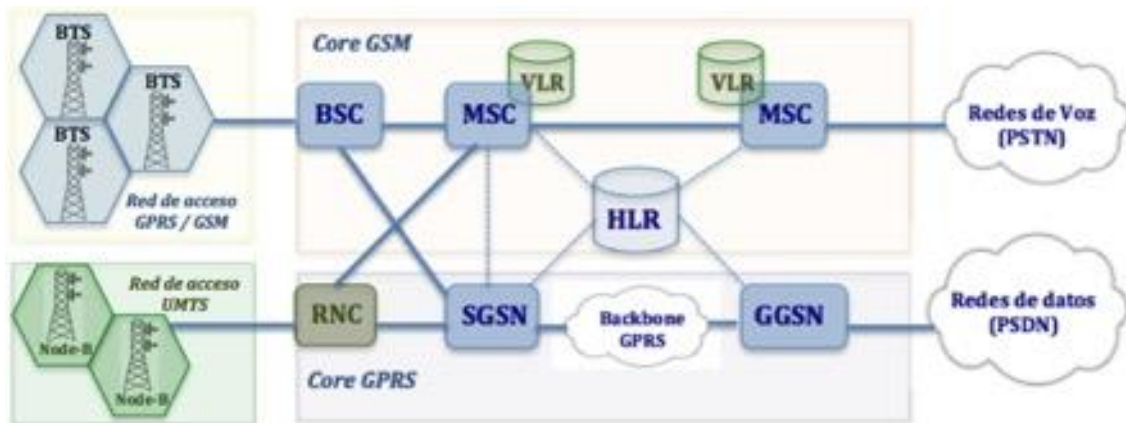 BTS
BTS
BTS
Red de acceso
GPRS / GSM
Core GSM
VLR
VLR
BSC
MSC
MSC
HLR
Redes de Voz
(PSTN)
Red de acceso
UMTS
Node-B
Node-B
RNC
SGSN
Backbone
GPRS
GGSN
Core GPRS
Redes de datos
(PSDN)